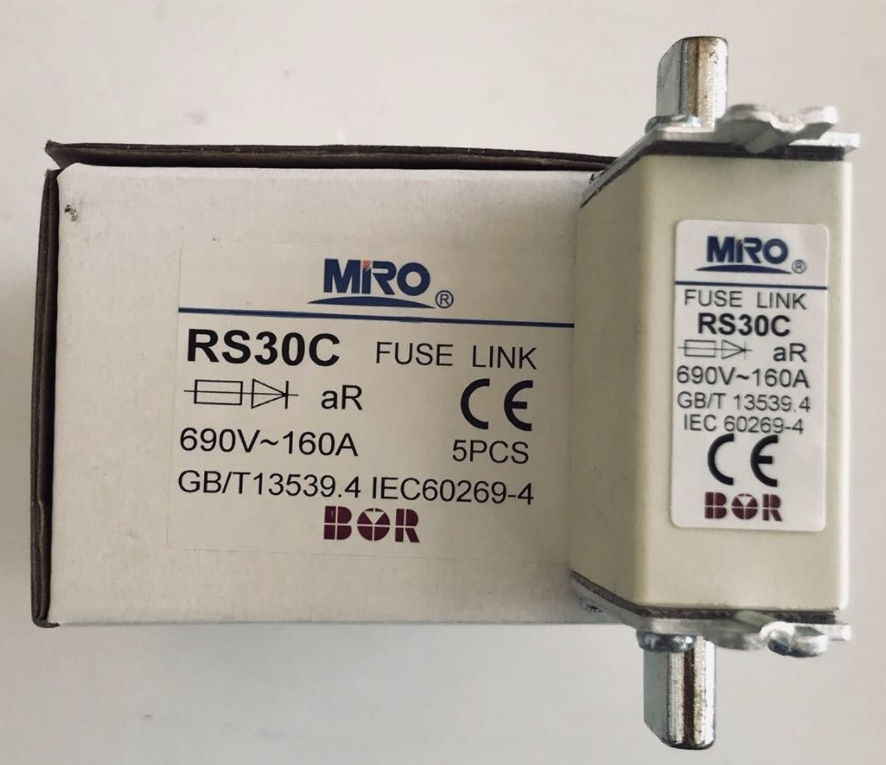 MIRO®
RS30C FUSE LINK
aR CE
690V~160A 5PCS
GB/T13539.4 IEC60269-4
BOR
MIRO®
FUSE LINK
RS30C
aR
690V~160A
GB/T 13539.4
IEC 60269-4
CE
BOR